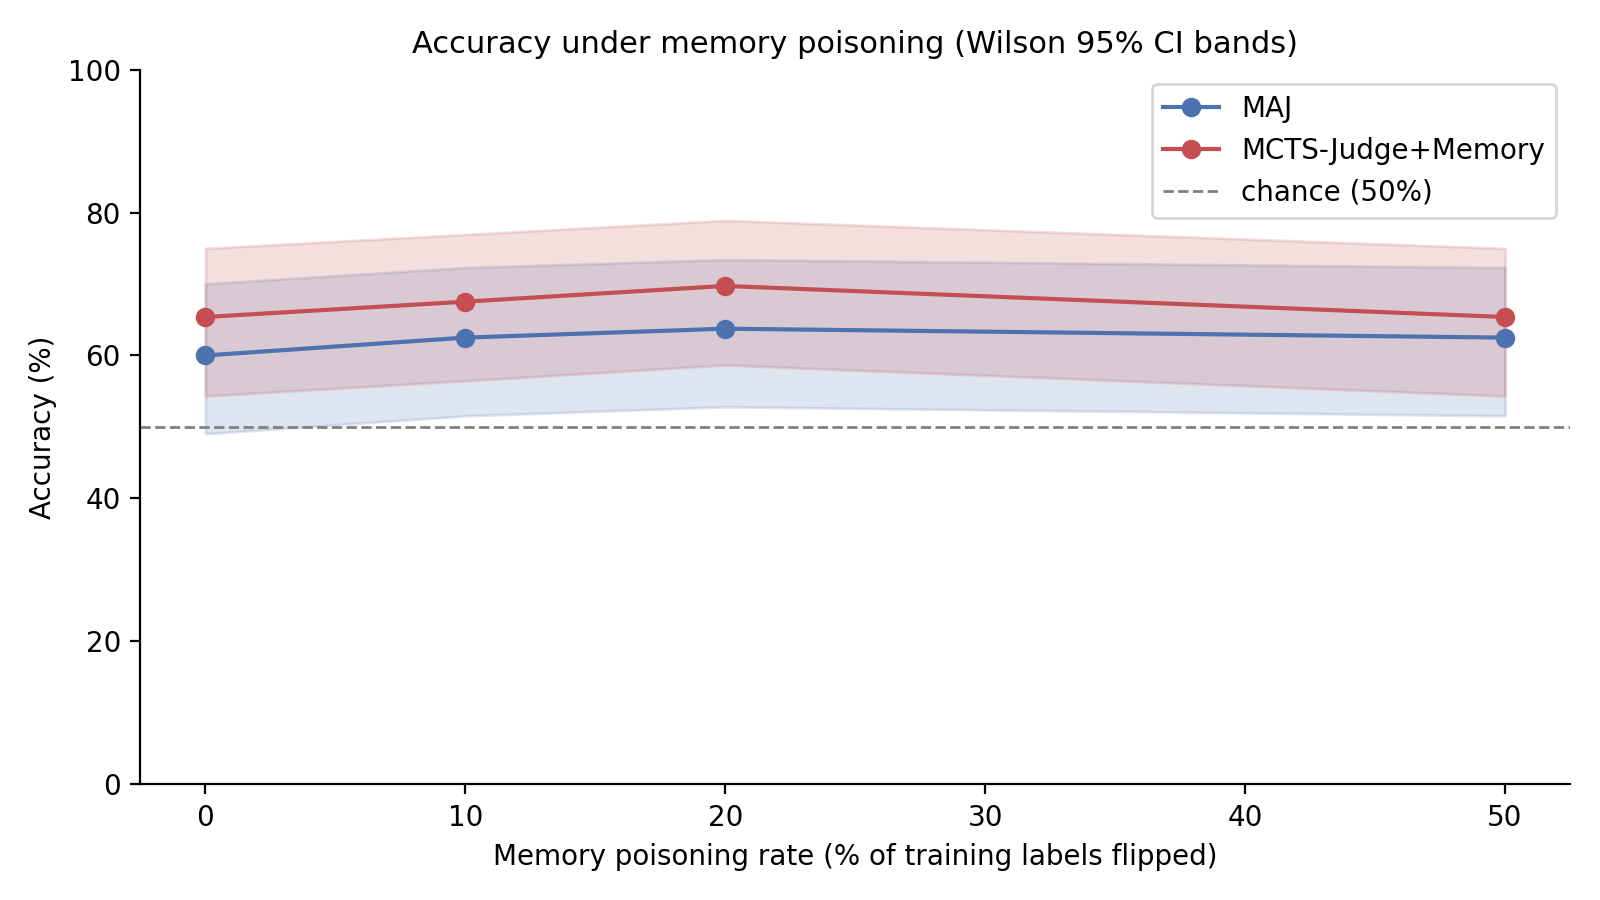 Accuracy under memory poisoning (Wilson 95% CI bands)
MAJ
MCTS-Judge+Memory
chance (50%)
Accuracy (%)
100
80
60
40
20
0
0 10 20 30 40 50
Memory poisoning rate (% of training labels flipped)